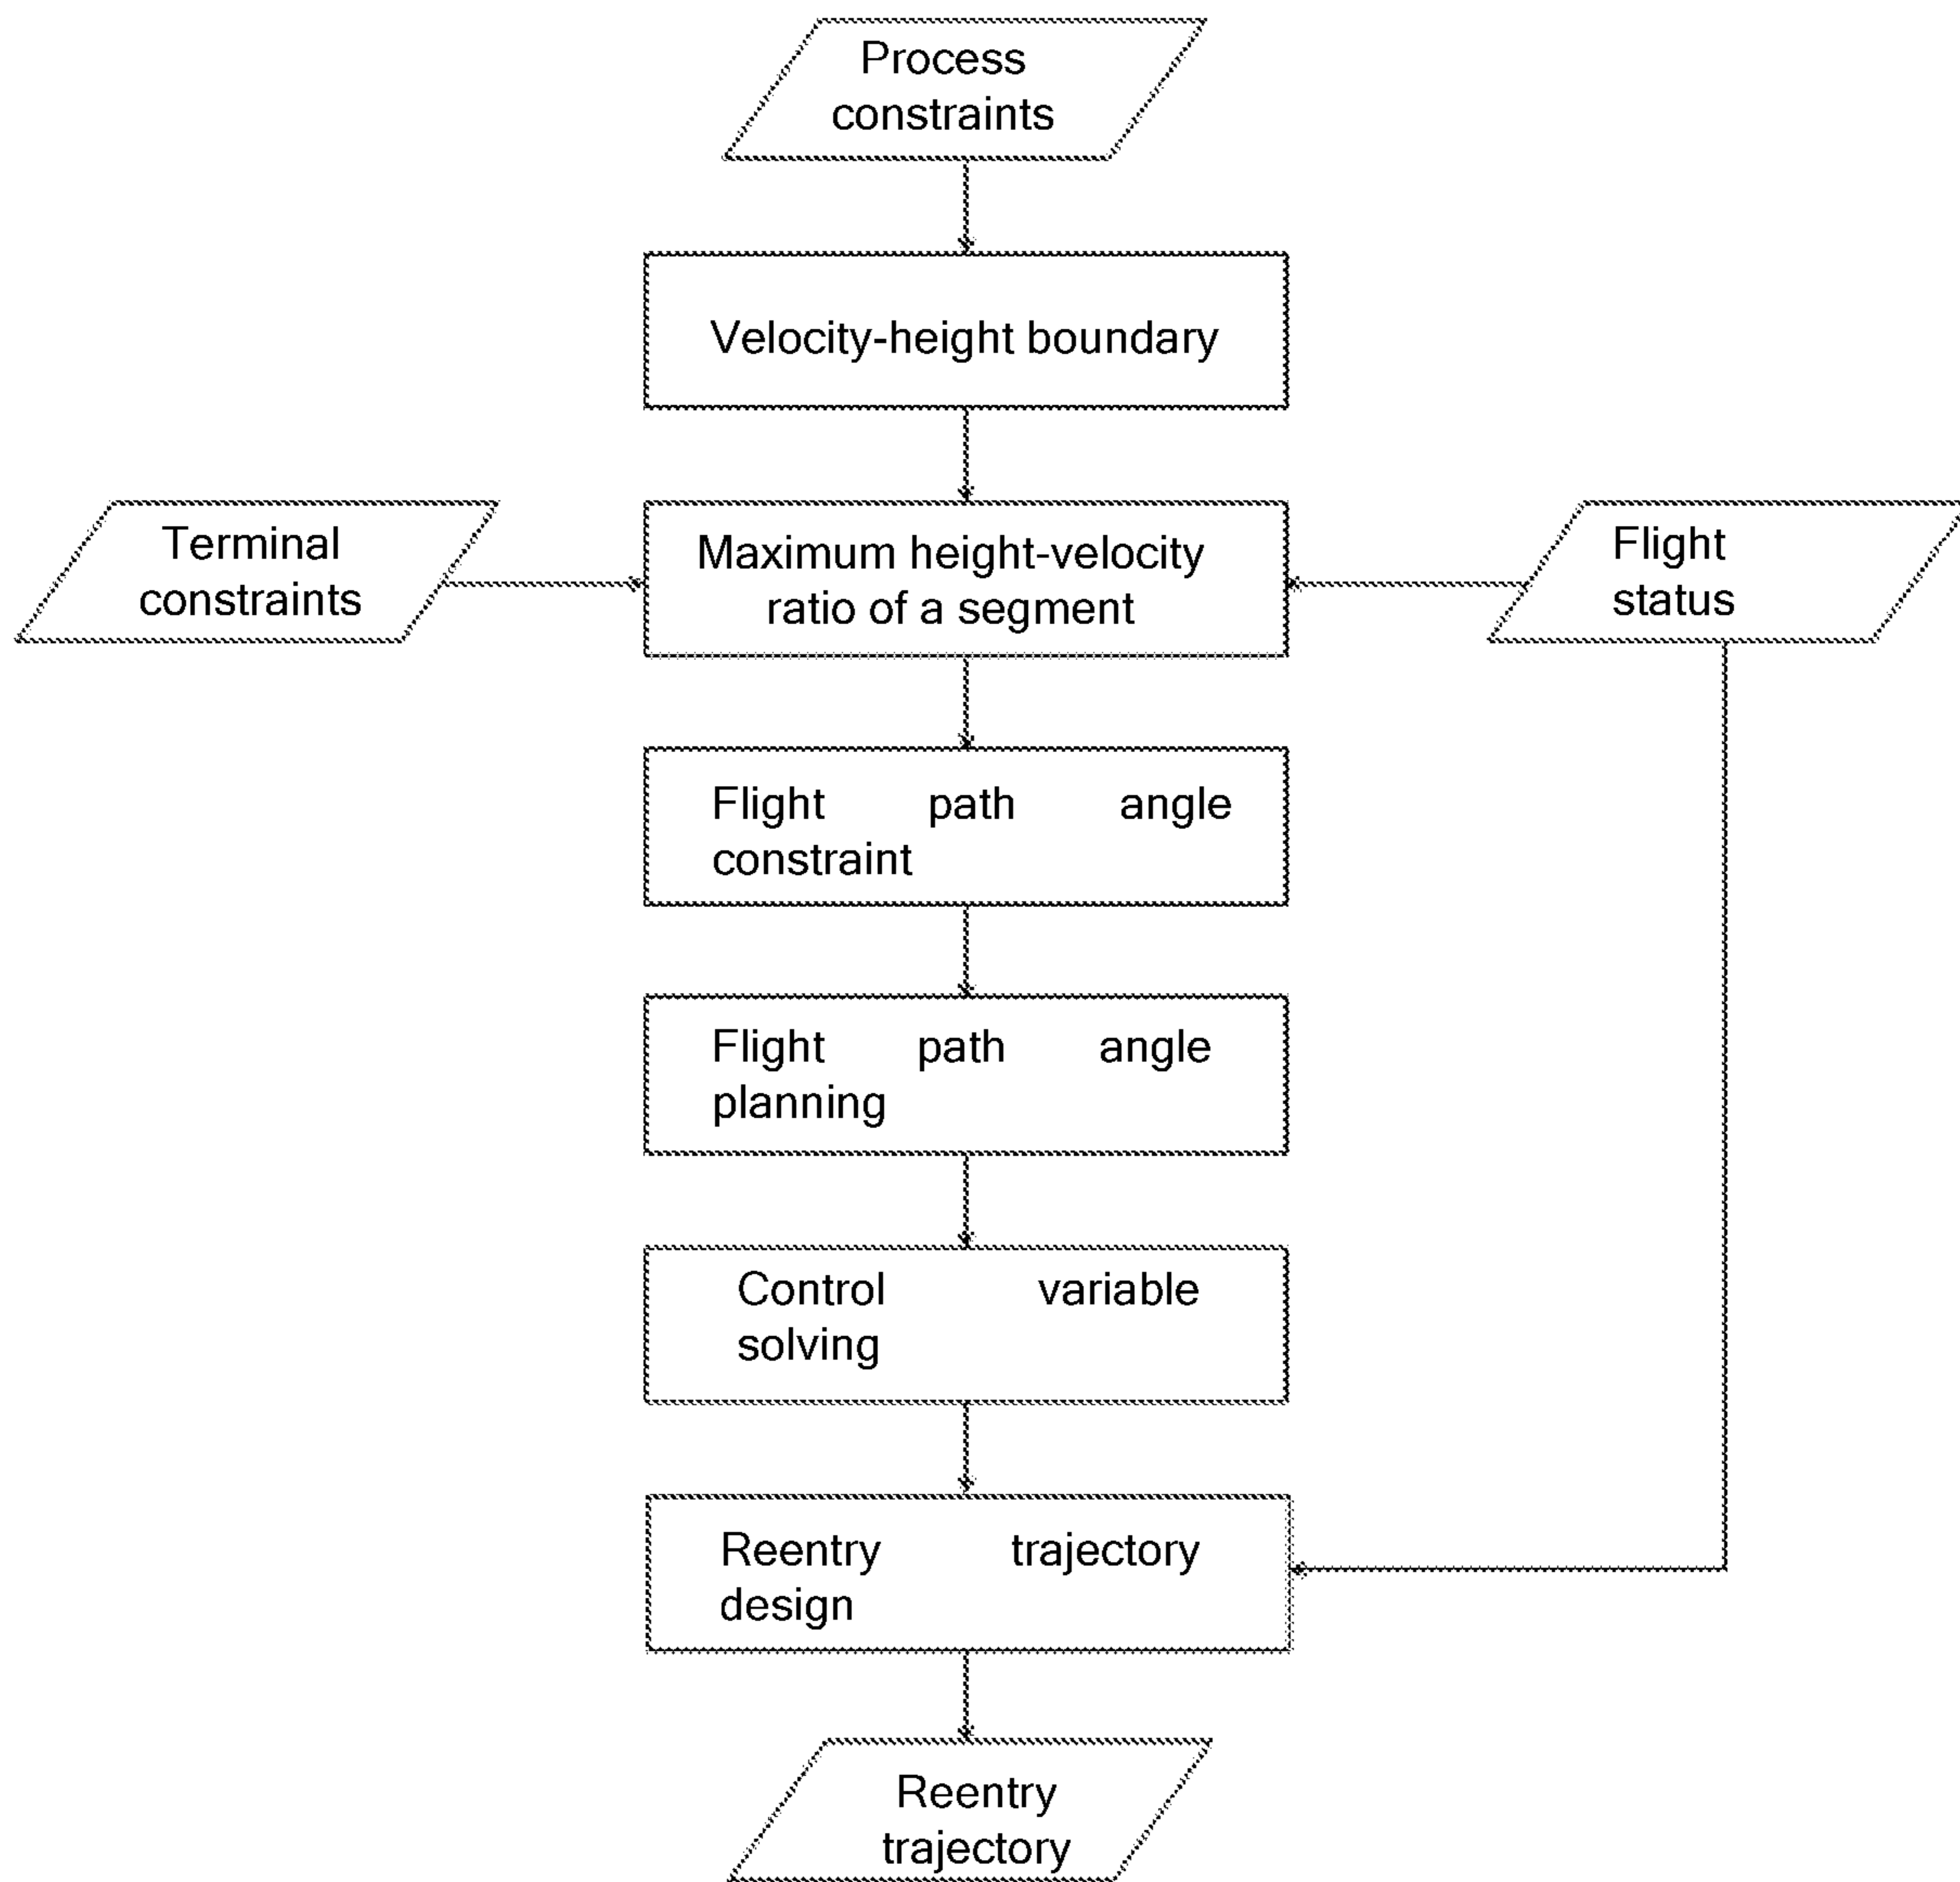 Process
constraints
Velocity-height boundary
Terminal
constraints
Maximum height-velocity
ratio of a segment
Flight
status
Flight path angle
constraint
Flight path angle
planning
Control variable
solving
Reentry trajectory
design
Reentry
trajectory